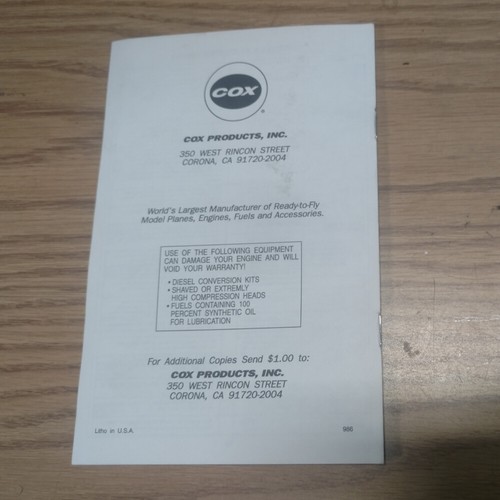 COX
®
COX PRODUCTS, INC.
350 WEST RINCON STREET
CORONA, CA 91720-2004
World's Largest Manufacturer of Ready-to-Fly
Model Planes, Engines, Fuels and Accessories.
USE OF THE FOLLOWING EQUIPMENT
CAN DAMAGE YOUR ENGINE AND WILL
VOID YOUR WARRANTY!
• DIESEL CONVERSION KITS
• SHAVED OR EXTREMLY
HIGH COMPRESSION HEADS
• FUELS CONTAINING 100
PERCENT SYNTHETIC OIL
FOR LUBRICATION
For Additional Copies Send $1.00 to:
COX PRODUCTS, INC.
350 WEST RINCON STREET
CORONA, CA 91720-2004
Litho in U.S.A.